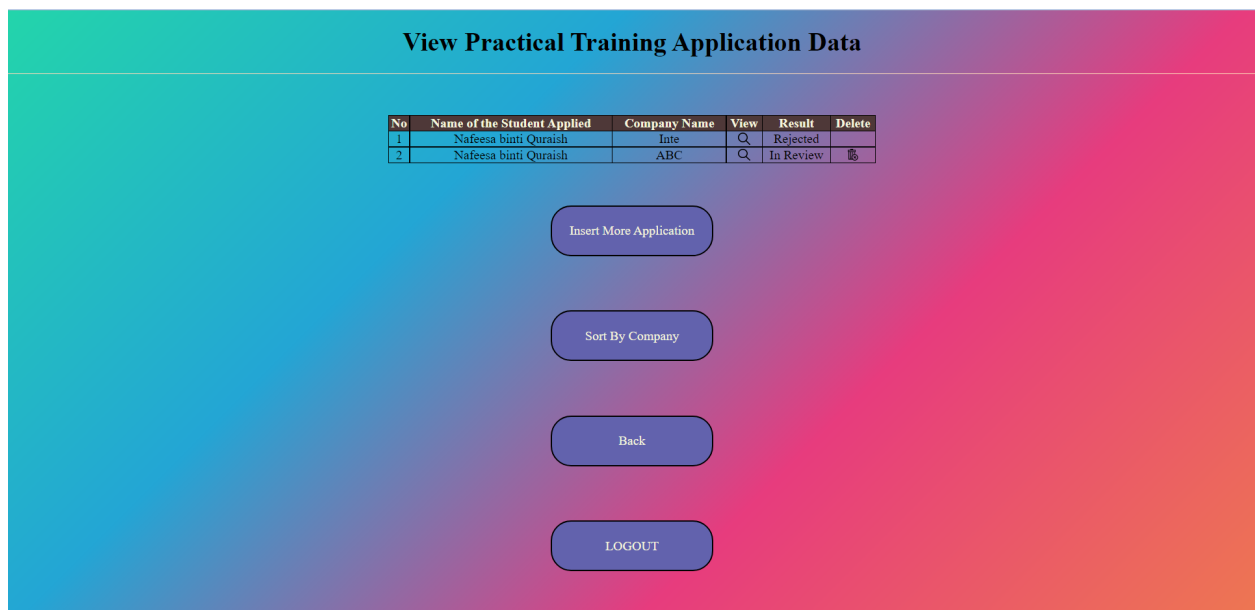 View Practical Training Application Data
No Name of the Student Applied Company Name View Result Delete
1 Nafeesa binti Quraish Inte Rejected
2 Nafeesa binti Quraish ABC In Review
Insert More Application
Sort By Company
Back
LOGOUT